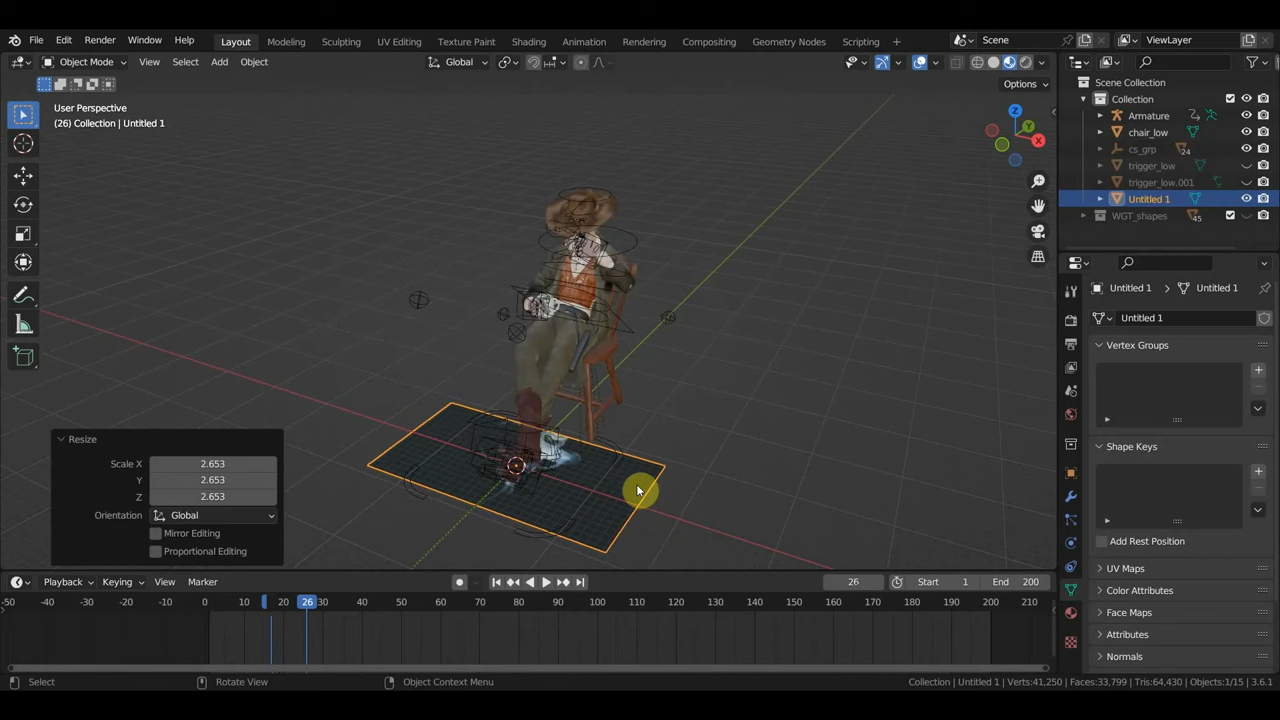 File Edit Render Window Help Layout Modeling Sculpting UV Editing Texture Paint Shading Animation Rendering Compositing Geometry Nodes Scripting + Scene ViewLayer
Object Mode View Select Add Object Global
Options
User Perspective
(26) Collection | Untitled 1
Z
Y
X
Scene Collection
Collection
Armature
chair_low
cs_grp 24
trigger_low
trigger_low.001
Untitled 1
WGT_shapes 45
Untitled 1 > Untitled 1
Untitled 1
Vertex Groups
Shape Keys
Add Rest Position
UV Maps
Color Attributes
Face Maps
Attributes
Normals
Resize
Scale X 2.653
Y 2.653
Z 2.653
Orientation Global
Mirror Editing
Proportional Editing
Playback Keying View Marker 26 Start 1 End 200
-50 -40 -30 -20 -10 0 10 20 26 30 40 50 60 70 80 90 100 110 120 130 140 150 160 170 180 190 200 210
Select Rotate View Object Context Menu Collection | Untitled 1 | Verts:41,250 | Faces:33,799 | Tris:64,430 | Objects:1/15 | 3.6.1